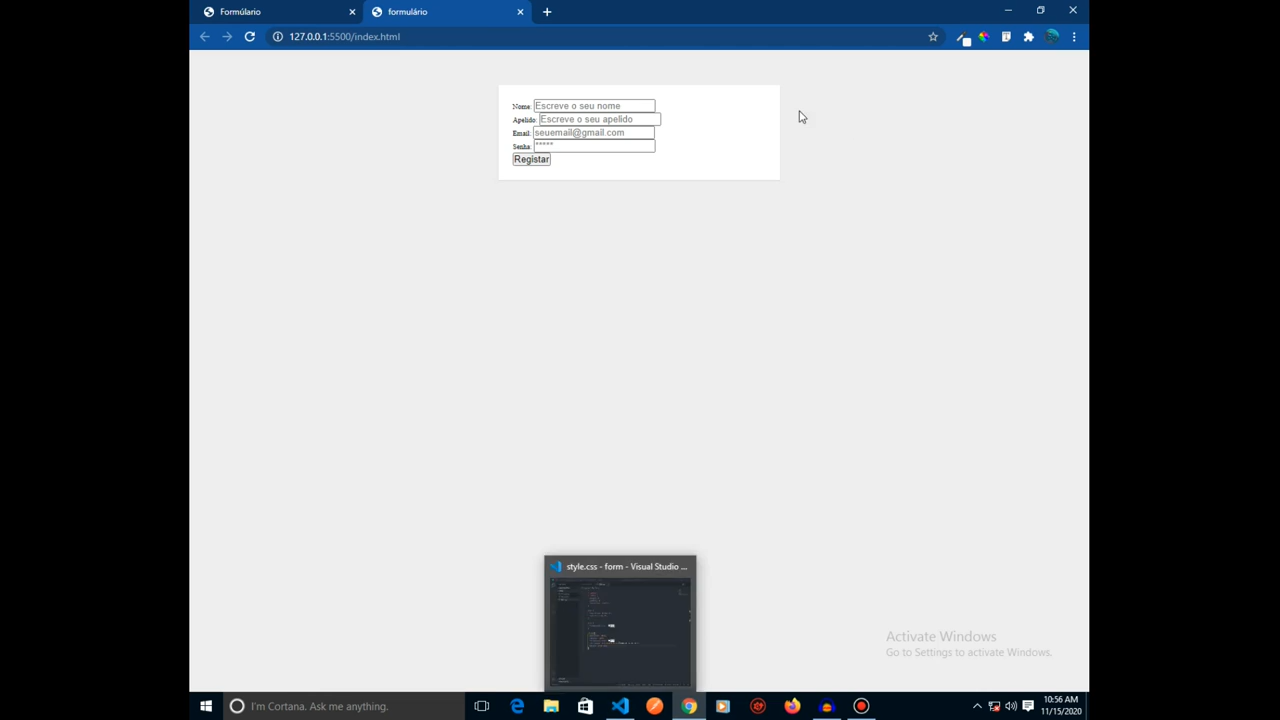 Formúlario
formulário
127.0.0.1:5500/index.html
Nome: Escreve o seu nome
Apelido: Escreve o seu apelido
Email: seuemail@gmail.com
Senha: *****
Registar
style.css - form - Visual Studio ...
Activate Windows
Go to Settings to activate Windows.
I'm Cortana. Ask me anything.
10:56 AM
11/15/2020